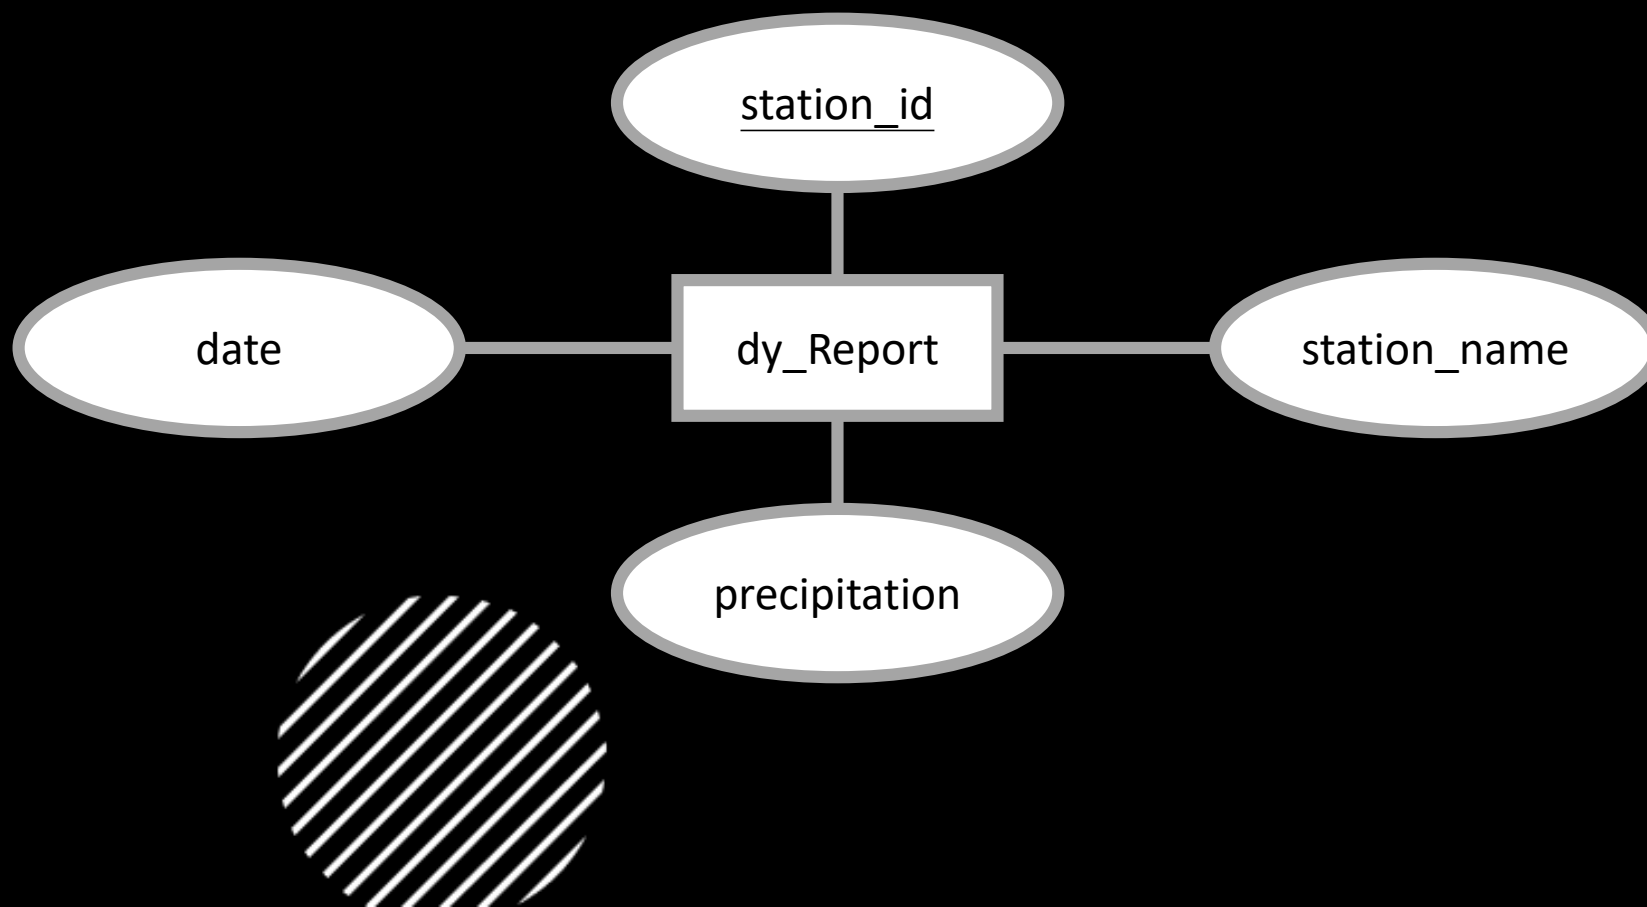 station_id
date
dy_Report
station_name
precipitation